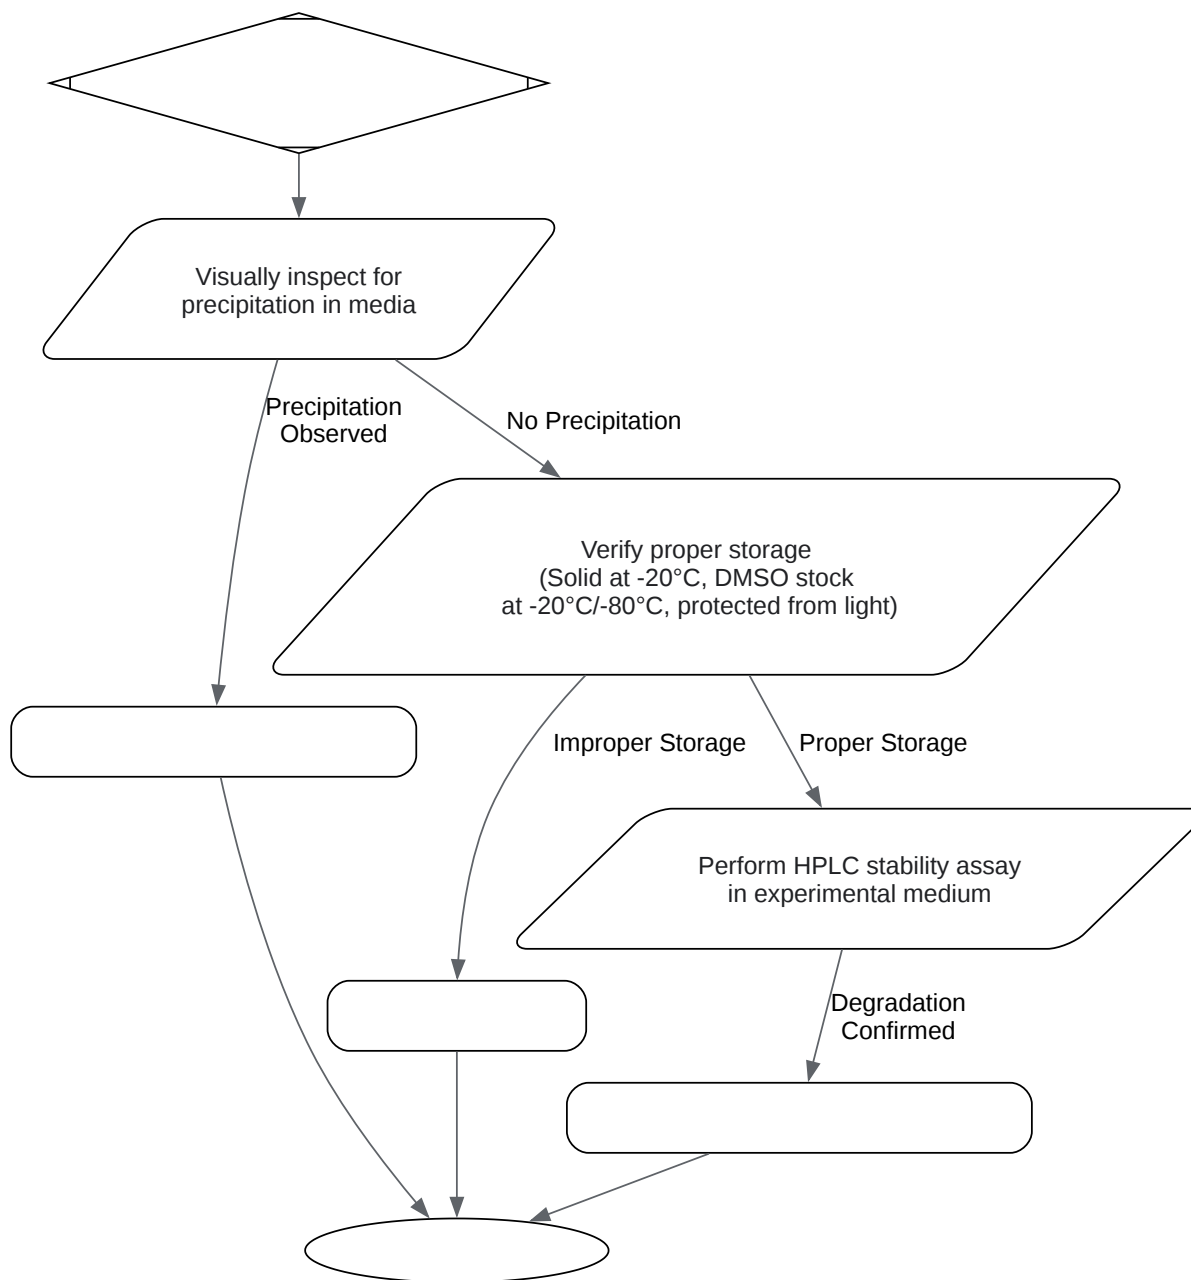 Visually inspect for
precipitation in media
Precipitation
Observed
No Precipitation
Verify proper storage
(Solid at -20°C, DMSO stock
at -20°C/-80°C, protected from light)
Improper Storage
Proper Storage
Perform HPLC stability assay
in experimental medium
Degradation
Confirmed